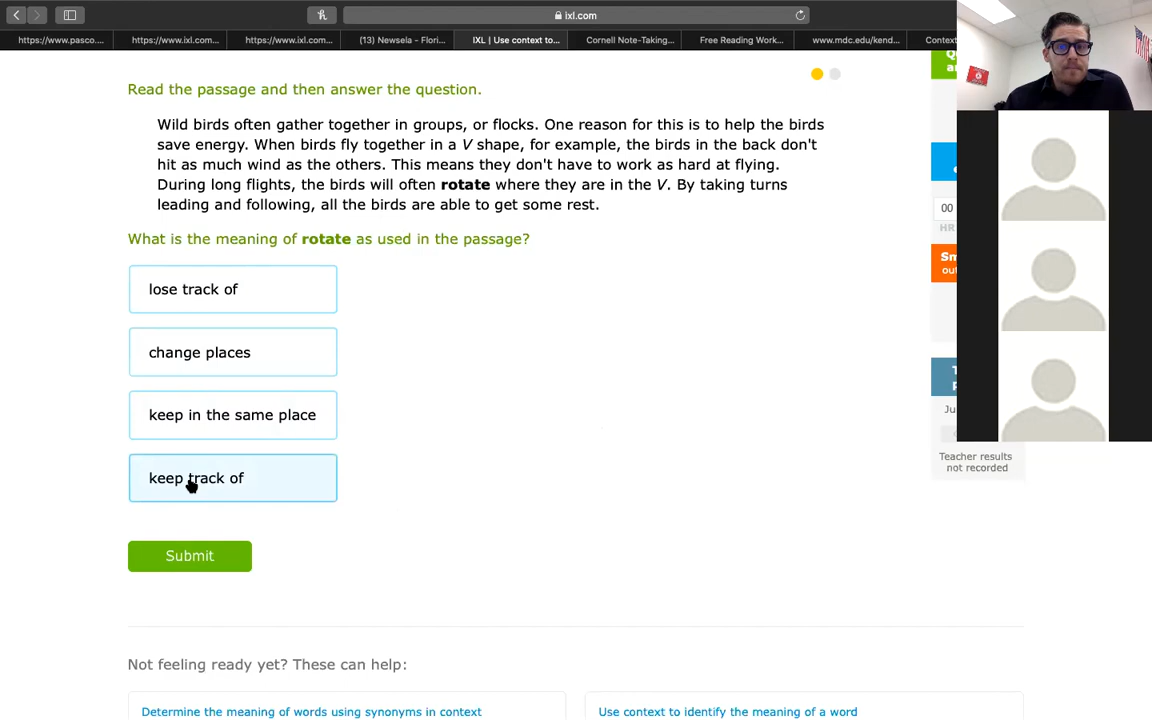 ixl.com
https://www.pasco....
https://www.ixl.com...
https://www.ixl.com...
(13) Newsela - Flori...
IXL | Use context to...
Cornell Note-Taking...
Free Reading Work...
www.mdc.edu/kend...
Context
Read the passage and then answer the question.
Wild birds often gather together in groups, or flocks. One reason for this is to help the birds
save energy. When birds fly together in a V shape, for example, the birds in the back don't
hit as much wind as the others. This means they don't have to work as hard at flying.
During long flights, the birds will often rotate where they are in the V. By taking turns
leading and following, all the birds are able to get some rest.
What is the meaning of rotate as used in the passage?
lose track of
change places
keep in the same place
keep track of
Submit
00
HR
Sm
out
Ju
Teacher results
not recorded
Not feeling ready yet? These can help:
Determine the meaning of words using synonyms in context
Use context to identify the meaning of a word